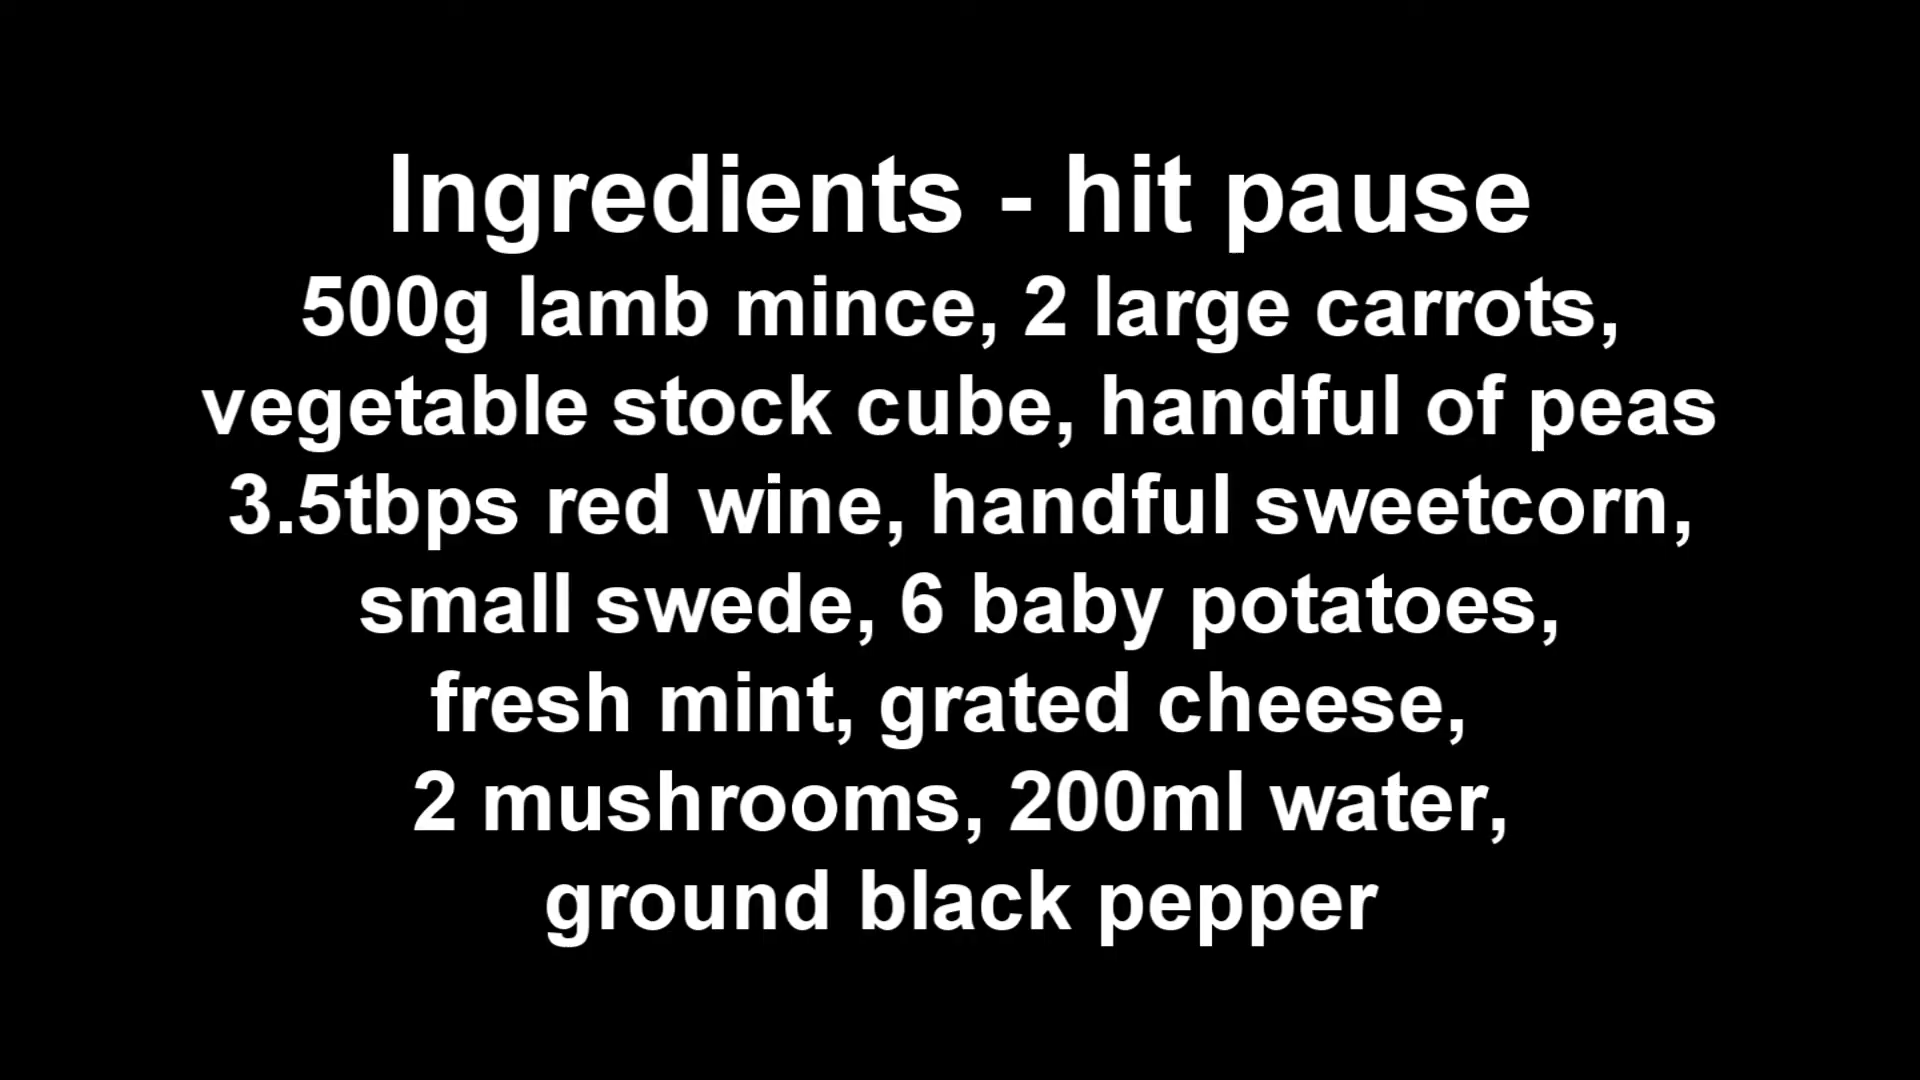 Ingredients - hit pause
500g lamb mince, 2 large carrots,
vegetable stock cube, handful of peas
3.5tbps red wine, handful sweetcorn,
small swede, 6 baby potatoes,
fresh mint, grated cheese,
2 mushrooms, 200ml water,
ground black pepper